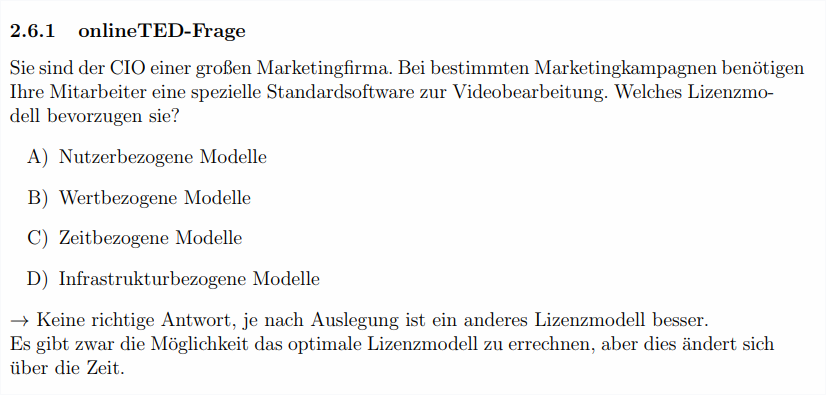 2.6.1 onlineTED-Frage
Sie sind der CIO einer großen Marketingfirma. Bei bestimmten Marketingkampagnen benötigen
Ihre Mitarbeiter eine spezielle Standardsoftware zur Videobearbeitung. Welches Lizenzmo-
dell bevorzugen sie?
A) Nutzerbezogene Modelle
B) Wertbezogene Modelle
C) Zeitbezogene Modelle
D) Infrastrukturbezogene Modelle
→ Keine richtige Antwort, je nach Auslegung ist ein anderes Lizenzmodell besser.
Es gibt zwar die Möglichkeit das optimale Lizenzmodell zu errechnen, aber dies ändert sich
über die Zeit.